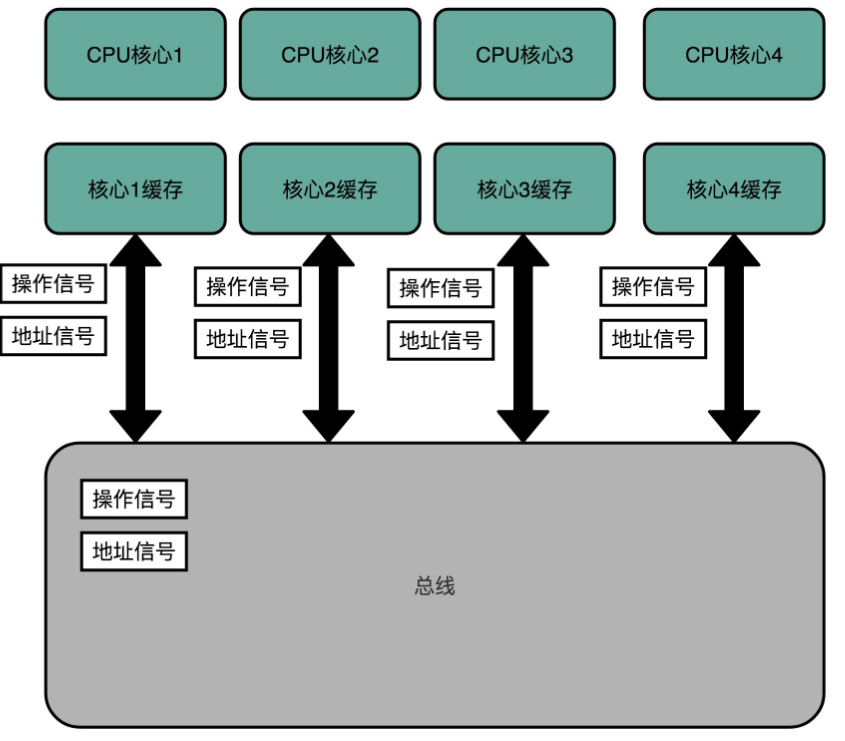 CPU核心1
CPU核心2
CPU核心3
CPU核心4
核心1缓存
核心2缓存
核心3缓存
核心4缓存
操作信号
操作信号
操作信号
操作信号
地址信号
地址信号
地址信号
地址信号
操作信号
地址信号
总线